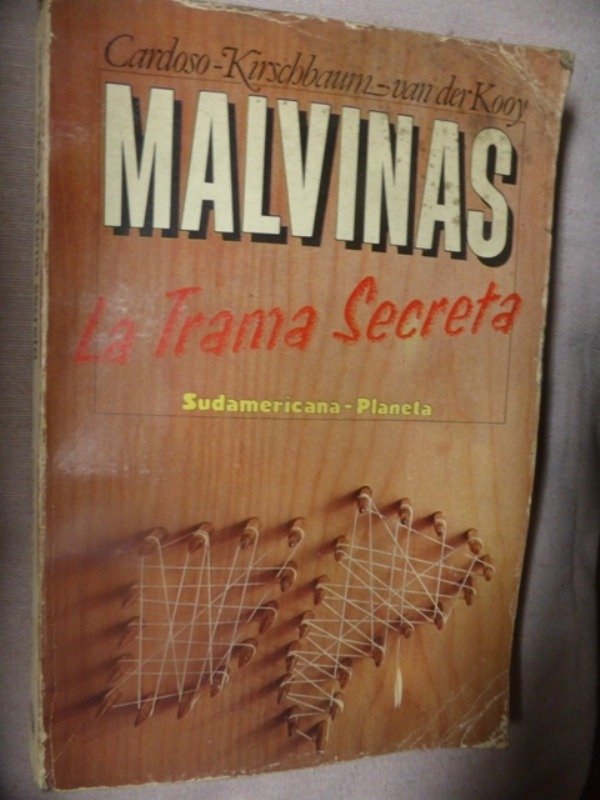 Cardoso-Kirschbaum-van der Kooy
MALVINAS
La Trama Secreta
Sudamericana-Planeta